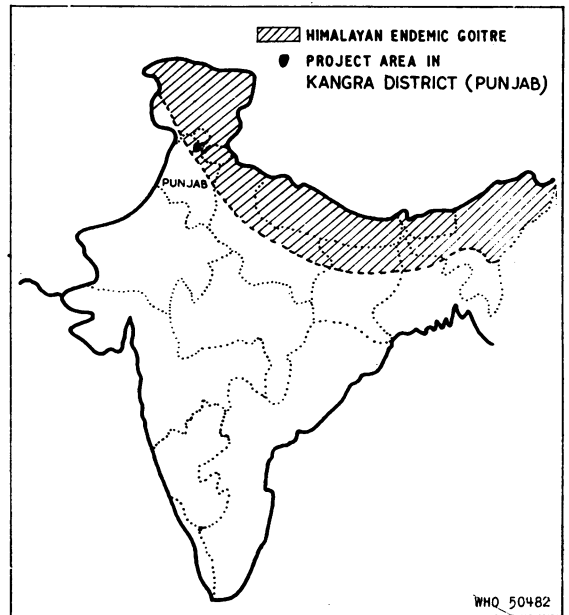 HIMALAYAN ENDEMIC GOITRE
PROJECT AREA IN
KANGRA DISTRICT (PUNJAB)
PUNJAB
WHO 50482